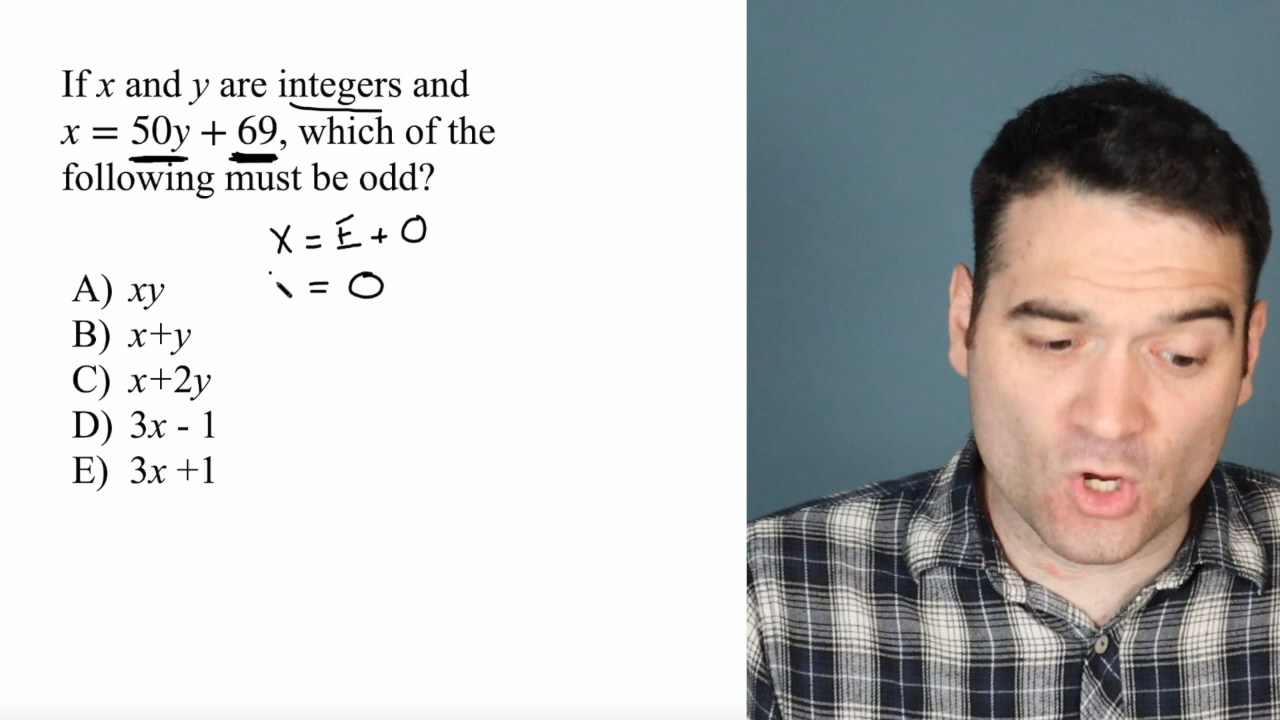 If x and y are integers and
x = 50y + 69, which of the
following must be odd?
X = E + O
= O
A) xy
B) x+y
C) x+2y
D) 3x - 1
E) 3x +1